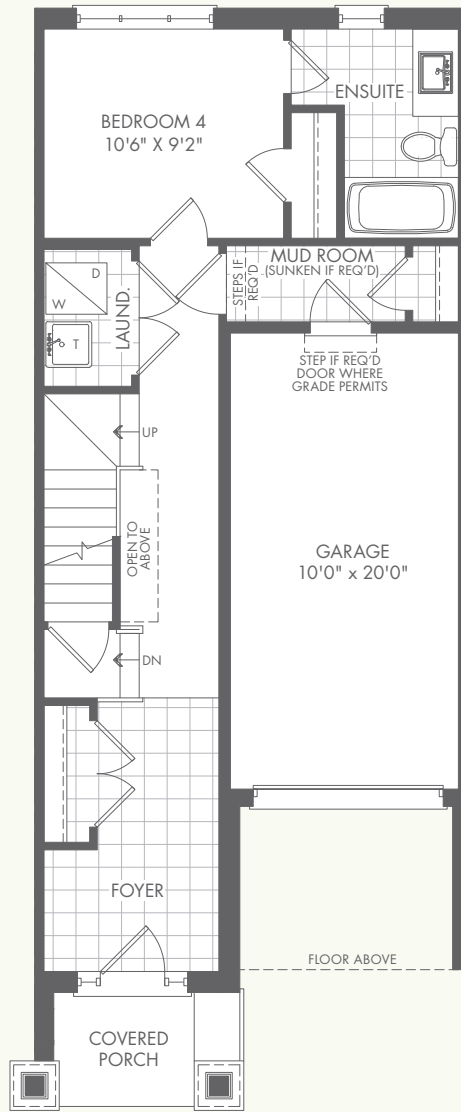 ENSUITE
BEDROOM 4
10'6" X 9'2"
MUD ROOM
(SUNKEN IF REQ'D)
STEPS IF
REQ'D
D
W
LAUND.
T
STEP IF REQ'D
DOOR WHERE
GRADE PERMITS
UP
OPEN TO
ABOVE
GARAGE
10'0" x 20'0"
DN
FOYER
FLOOR ABOVE
COVERED
PORCH